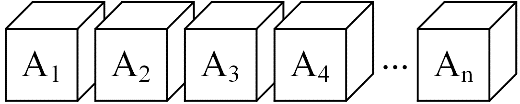 A₁ A₂ A₃ A₄ ... Aₙ